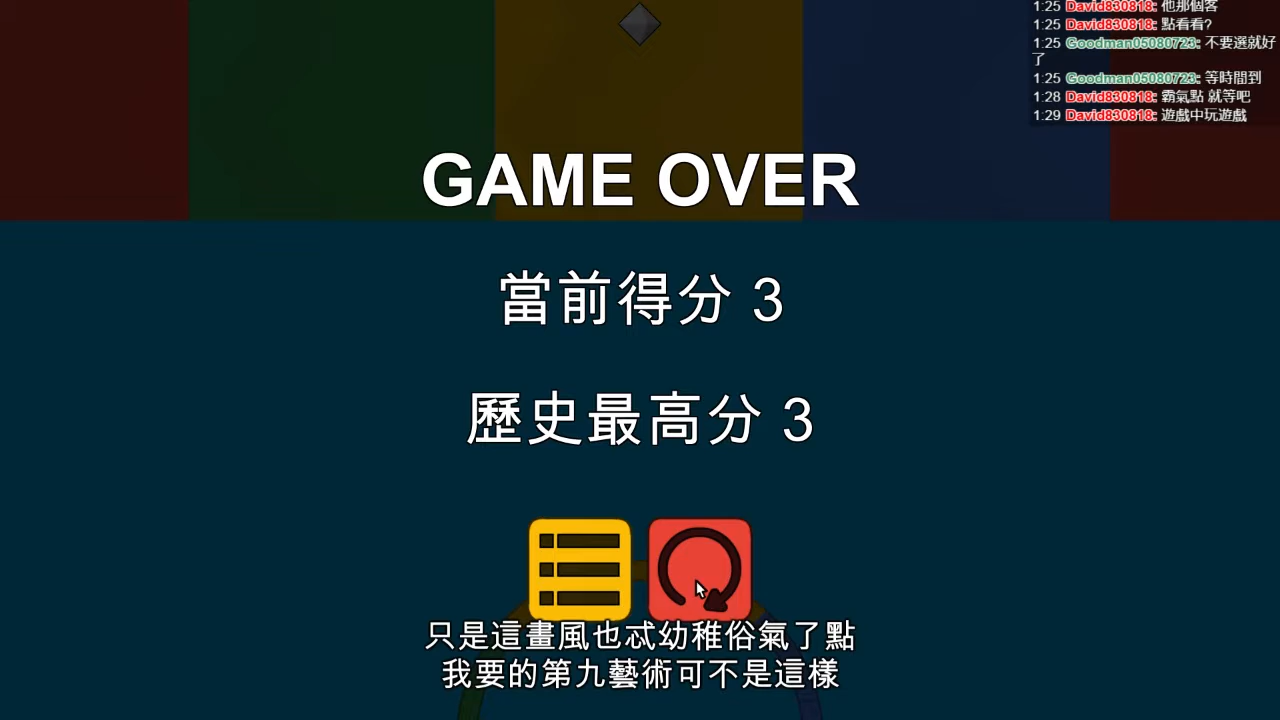 1:25 David830818: 他那個客
1:25 David830818: 點看看?
1:25 Goodman05080723: 不要選就好
了
1:25 Goodman05080723: 等時間到
1:28 David830818: 霸氣點 就等吧
1:29 David830818: 遊戲中玩遊戲
GAME OVER
當前得分 3
歷史最高分 3
只是這畫風也忒幼稚俗氣了點
我要的第九藝術可不是這樣